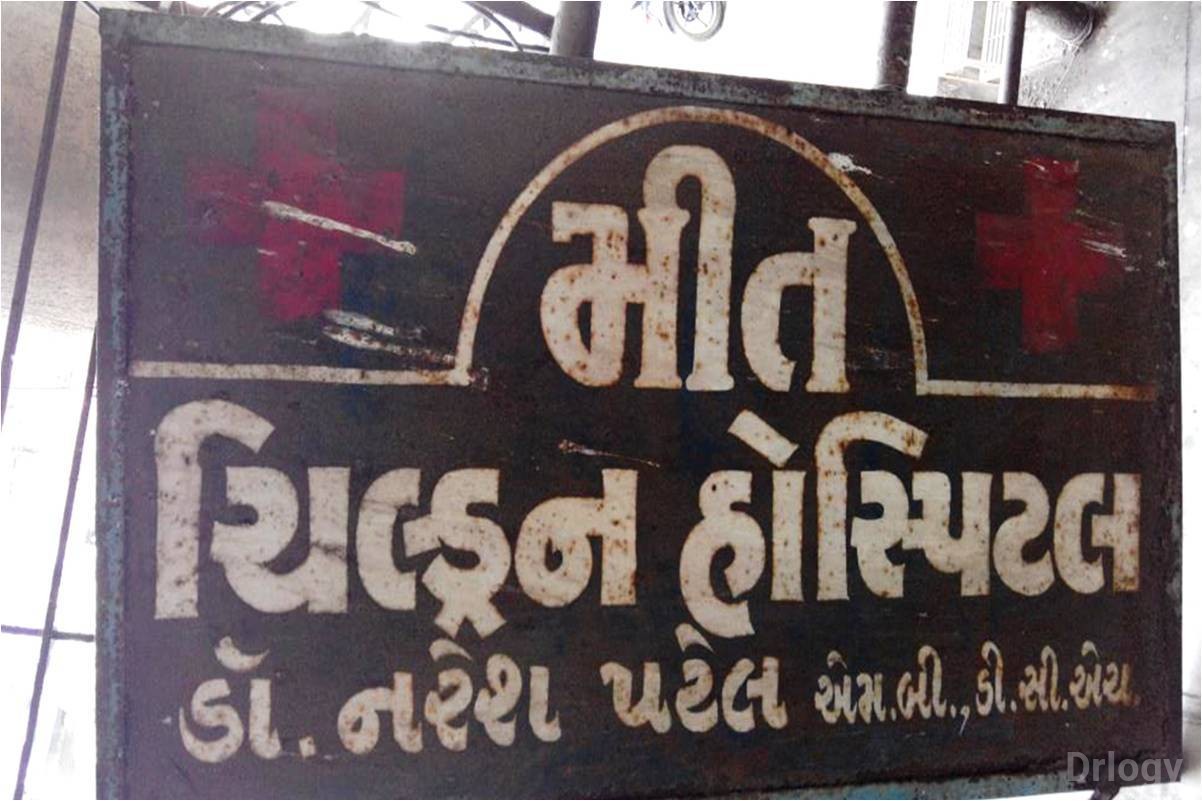 મીત
ચિલ્ડ્રન હોસ્પિટલ
ડૉ. નરેશ પટેલ એમ.બી.,ડી.સી.એચ.
Drlogy